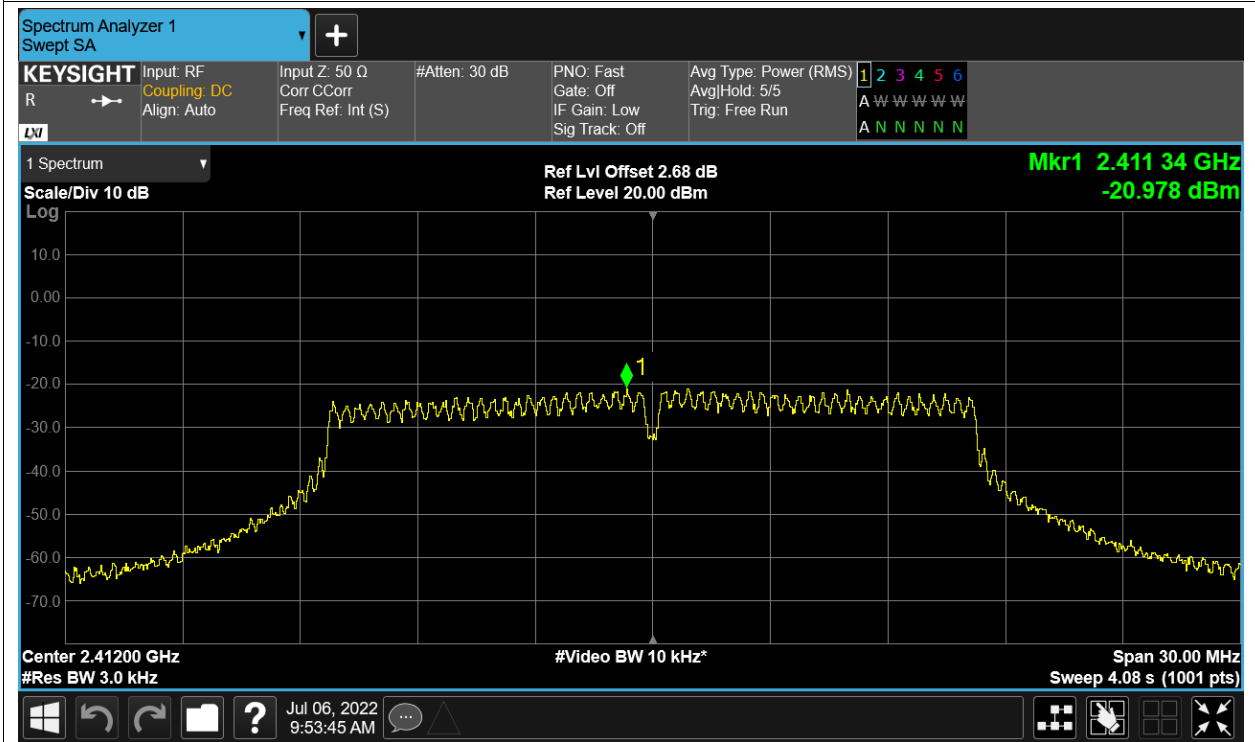 Spectrum Analyzer 1
Swept SA
+
KEYSIGHT
R
LXI
Input: RF
Coupling: DC
Align: Auto
Input Z: 50 Ω
Corr CCorr
Freq Ref: Int (S)
#Atten: 30 dB
PNO: Fast
Gate: Off
IF Gain: Low
Sig Track: Off
Avg Type: Power (RMS)
Avg|Hold: 5/5
Trig: Free Run
1 2 3 4 5 6
A W W W W W
A N N N N N
1 Spectrum
Scale/Div 10 dB
Log
Ref Lvl Offset 2.68 dB
Ref Level 20.00 dBm
Mkr1 2.411 34 GHz
-20.978 dBm
10.0
0.00
-10.0
-20.0
-30.0
-40.0
-50.0
-60.0
-70.0
1
Center 2.41200 GHz
#Res BW 3.0 kHz
#Video BW 10 kHz*
Span 30.00 MHz
Sweep 4.08 s (1001 pts)
?
Jul 06, 2022
9:53:45 AM